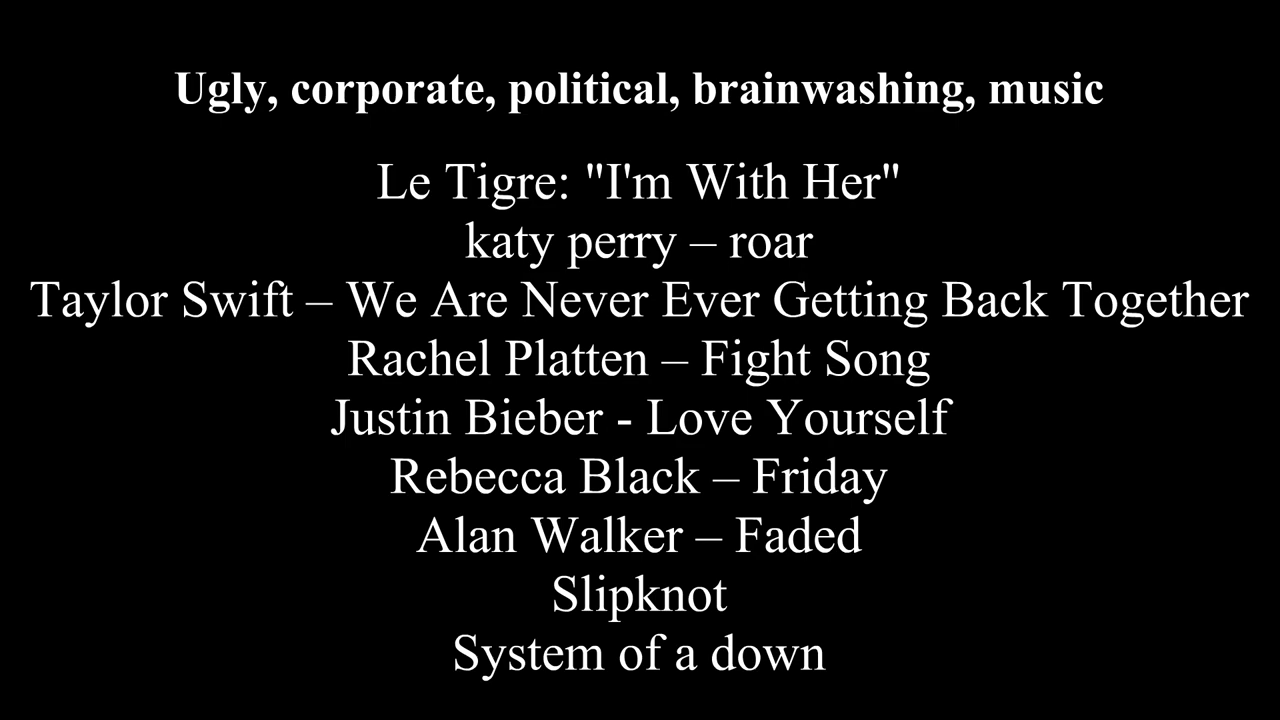 Ugly, corporate, political, brainwashing, music
Le Tigre: "I'm With Her"
katy perry – roar
Taylor Swift – We Are Never Ever Getting Back Together
Rachel Platten – Fight Song
Justin Bieber - Love Yourself
Rebecca Black – Friday
Alan Walker – Faded
Slipknot
System of a down